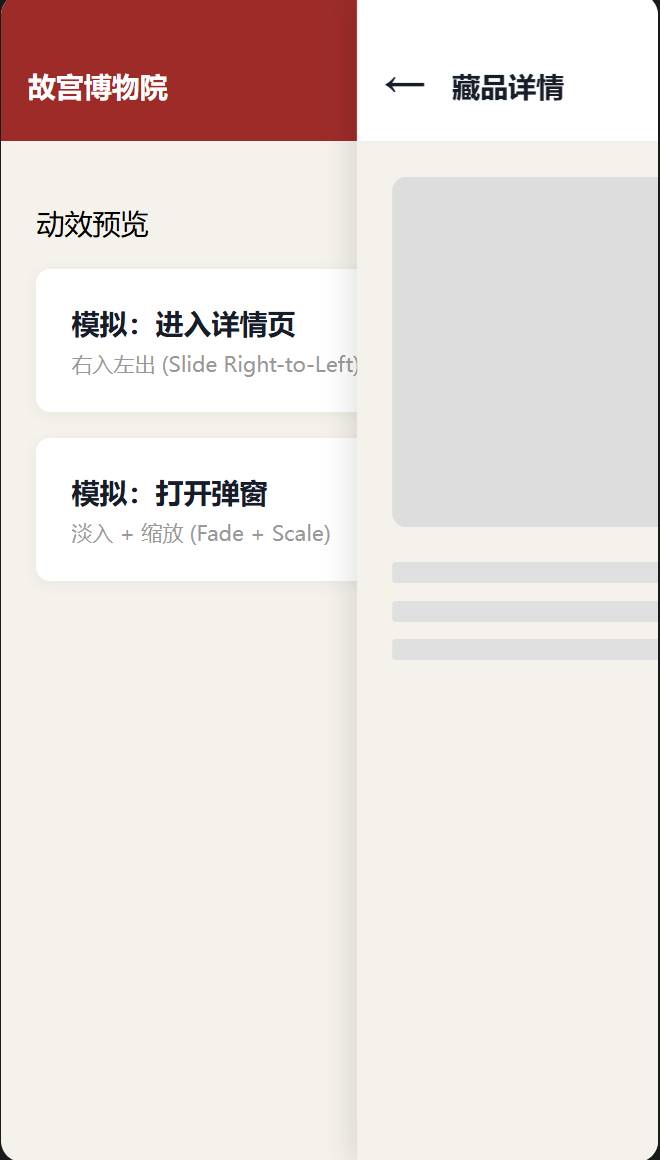 故宫博物院
动效预览
模拟：进入详情页
右入左出 (Slide Right-to-Left)
模拟：打开弹窗
淡入 + 缩放 (Fade + Scale)
← 藏品详情